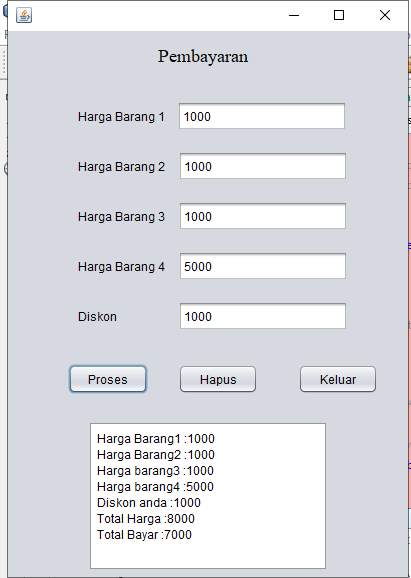 Pembayaran
Harga Barang 1 1000
Harga Barang 2 1000
Harga Barang 3 1000
Harga Barang 4 5000
Diskon 1000
Proses Hapus Keluar
Harga Barang1 :1000
Harga Barang2 :1000
Harga barang3 :1000
Harga barang4 :5000
Diskon anda :1000
Total Harga :8000
Total Bayar :7000